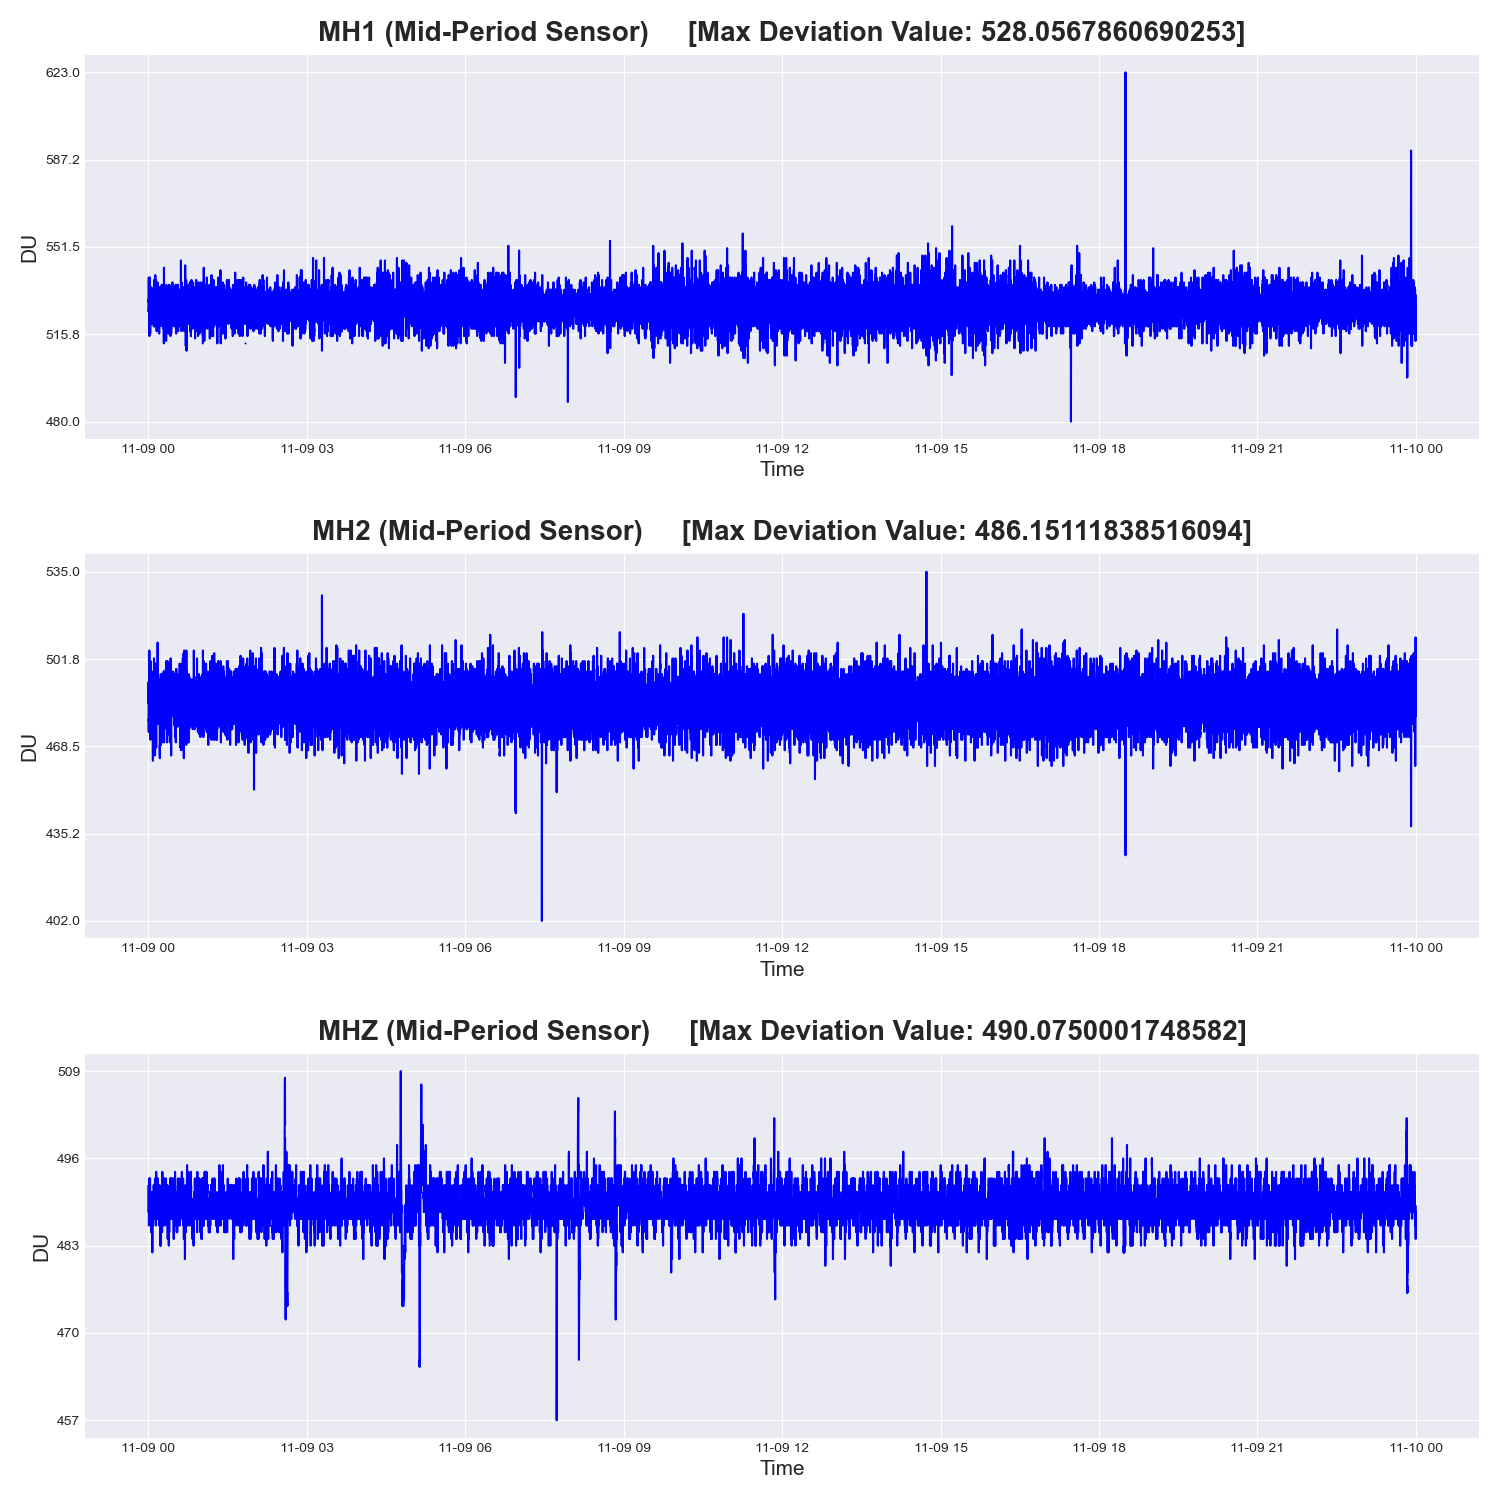 MH1 (Mid-Period Sensor) [Max Deviation Value: 528.0567860690253]
623.0
587.2
551.5
515.8
480.0
DU
11-09 00 11-09 03 11-09 06 11-09 09 11-09 12 11-09 15 11-09 18 11-09 21 11-10 00
Time
MH2 (Mid-Period Sensor) [Max Deviation Value: 486.15111838516094]
535.0
501.8
468.5
435.2
402.0
DU
11-09 00 11-09 03 11-09 06 11-09 09 11-09 12 11-09 15 11-09 18 11-09 21 11-10 00
Time
MHZ (Mid-Period Sensor) [Max Deviation Value: 490.0750001748582]
509
496
483
470
457
DU
11-09 00 11-09 03 11-09 06 11-09 09 11-09 12 11-09 15 11-09 18 11-09 21 11-10 00
Time